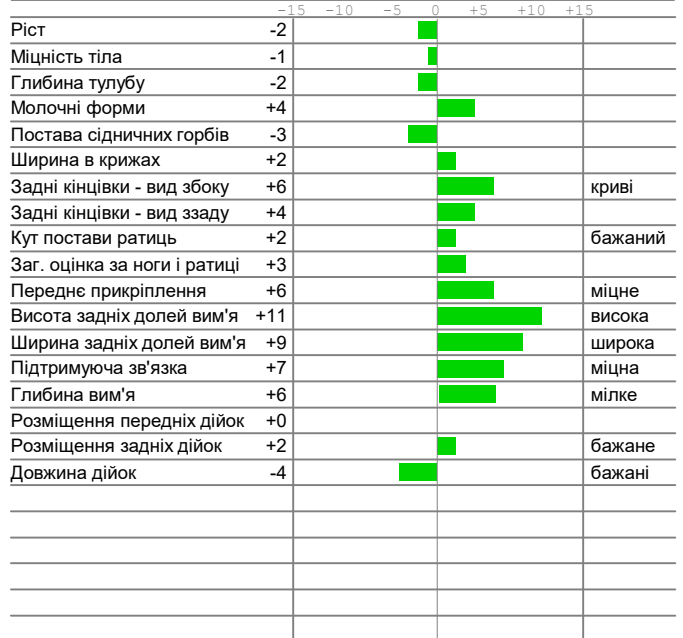 -15 -10 -5 0 +5 +10 +15
Ріст -2
Міцність тіла -1
Глибина тулубу -2
Молочні форми +4
Постава сідничних горбів -3
Ширина в крижах +2
Задні кінцівки - вид збоку +6 криві
Задні кінцівки - вид ззаду +4
Кут постави ратиць +2 бажаний
Заг. оцінка за ноги і ратиці +3
Переднє прикріплення +6 міцне
Висота задніх долей вим'я +11 висока
Ширина задніх долей вим'я +9 широка
Підтримуюча зв'язка +7 міцна
Глибина вим'я +6 мілке
Розміщення передніх дійок +0
Розміщення задніх дійок +2 бажане
Довжина дійок -4 бажані